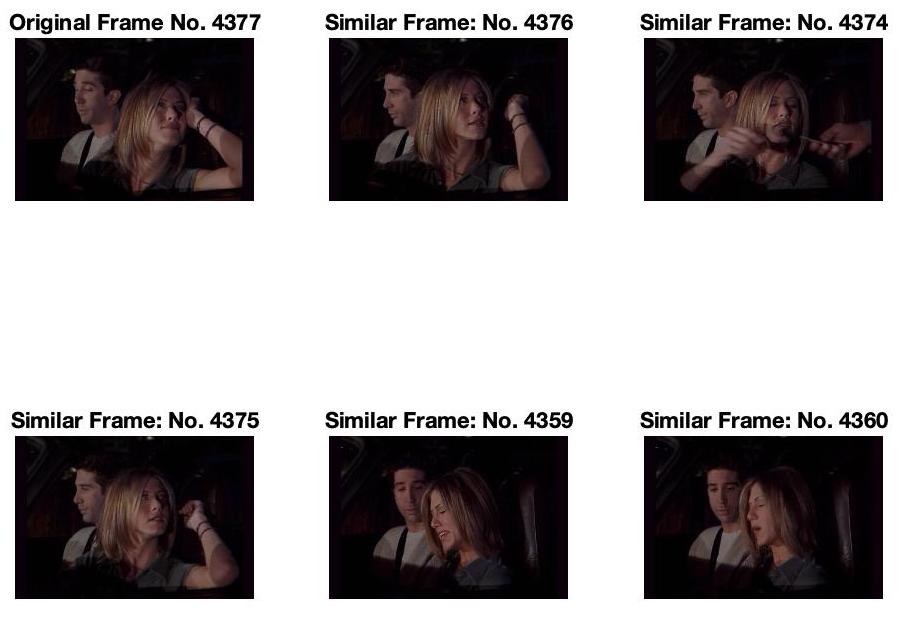 Original Frame No. 4377
Similar Frame: No. 4376
Similar Frame: No. 4374
Similar Frame: No. 4375
Similar Frame: No. 4359
Similar Frame: No. 4360